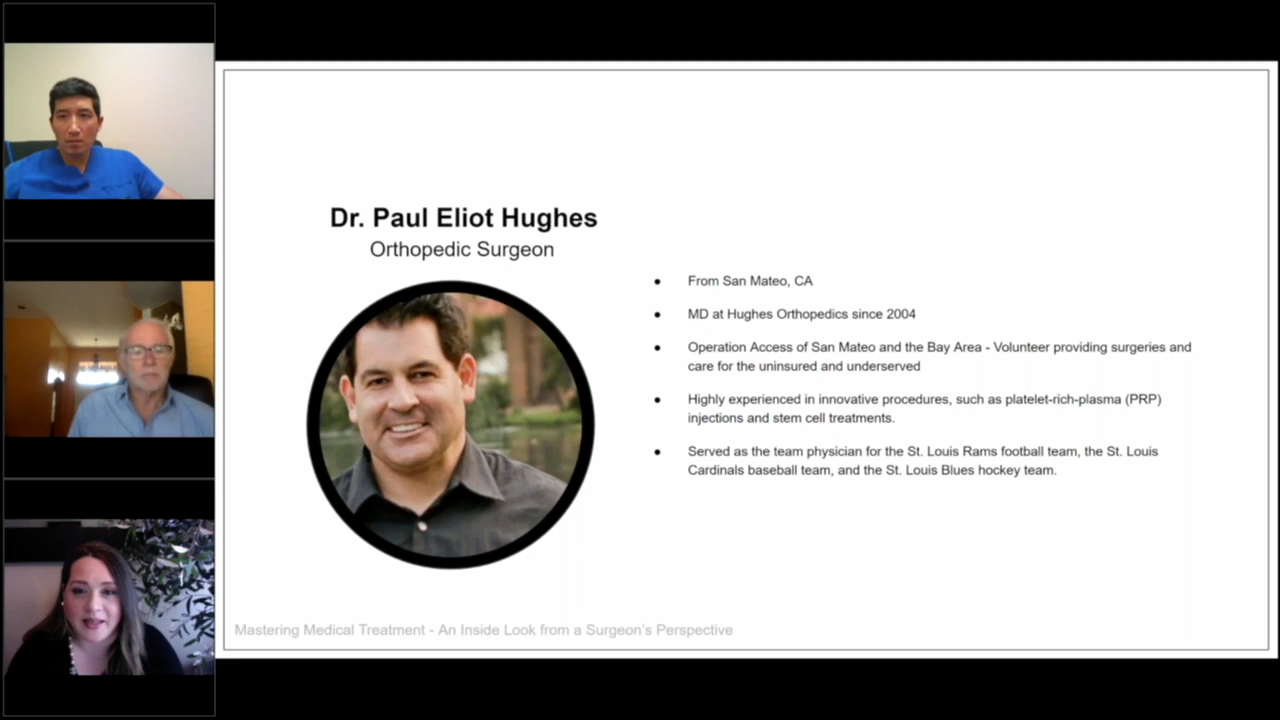 Dr. Paul Eliot Hughes
Orthopedic Surgeon
● From San Mateo, CA
● MD at Hughes Orthopedics since 2004
● Operation Access of San Mateo and the Bay Area - Volunteer providing surgeries and
care for the uninsured and underserved
● Highly experienced in innovative procedures, such as platelet-rich-plasma (PRP)
injections and stem cell treatments.
● Served as the team physician for the St. Louis Rams football team, the St. Louis
Cardinals baseball team, and the St. Louis Blues hockey team.
Mastering Medical Treatment - An Inside Look from a Surgeon's Perspective